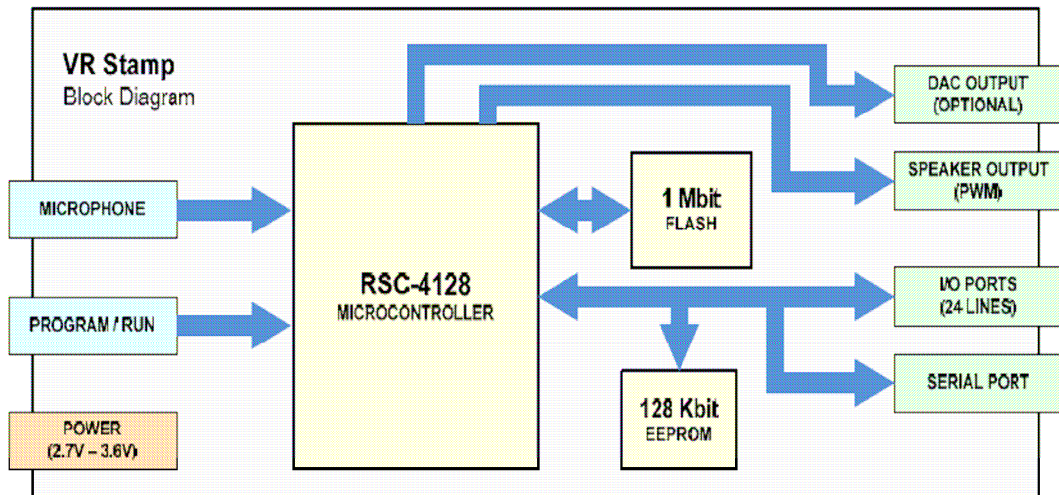 VR Stamp
Block Diagram
DAC OUTPUT
(OPTIONAL)
SPEAKER OUTPUT
(PWM)
MICROPHONE
1 Mbit
FLASH
RSC-4128
MICROCONTROLLER
I/O PORTS
(24 LINES)
PROGRAM / RUN
SERIAL PORT
128 Kbit
EEPROM
POWER
(2.7V – 3.6V)